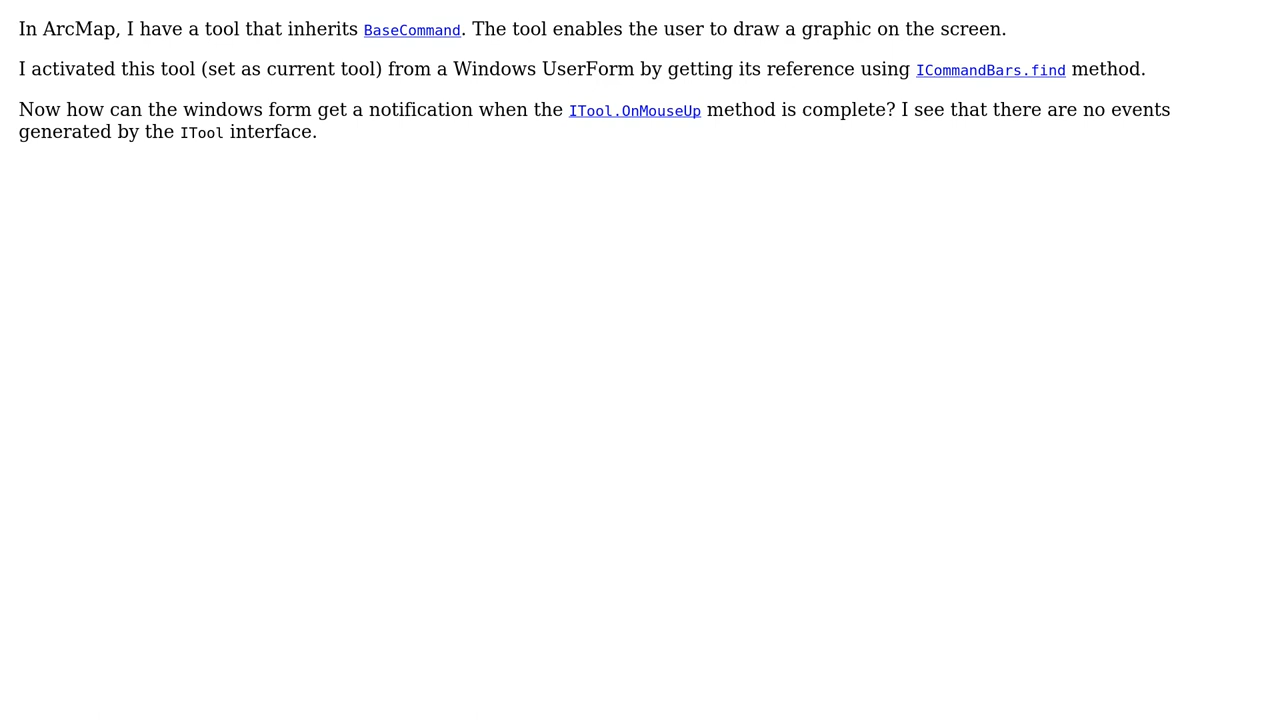 In ArcMap, I have a tool that inherits BaseCommand. The tool enables the user to draw a graphic on the screen.
I activated this tool (set as current tool) from a Windows UserForm by getting its reference using ICommandBars.find method.
Now how can the windows form get a notification when the ITool.OnMouseUp method is complete? I see that there are no events
generated by the ITool interface.